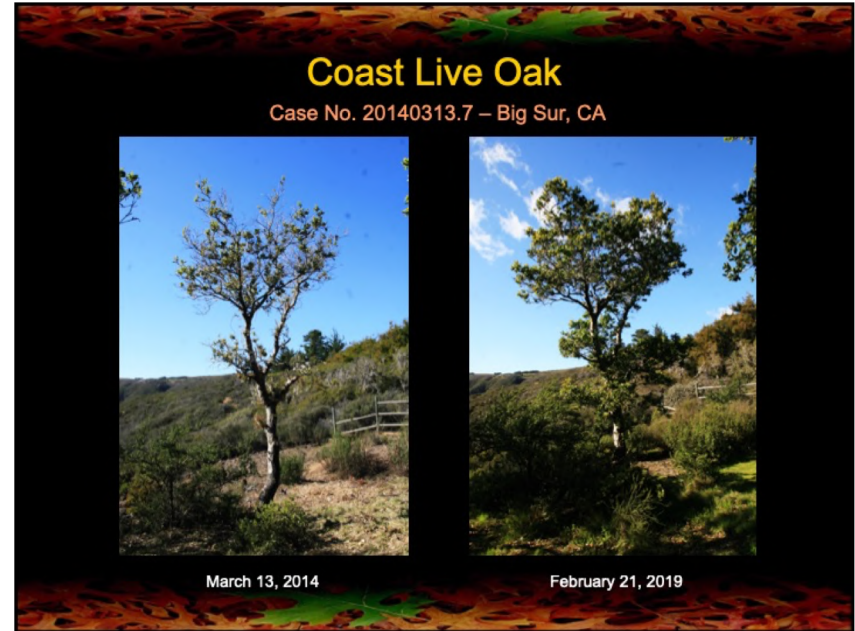 Coast Live Oak
Case No. 20140313.7 – Big Sur, CA
March 13, 2014
February 21, 2019